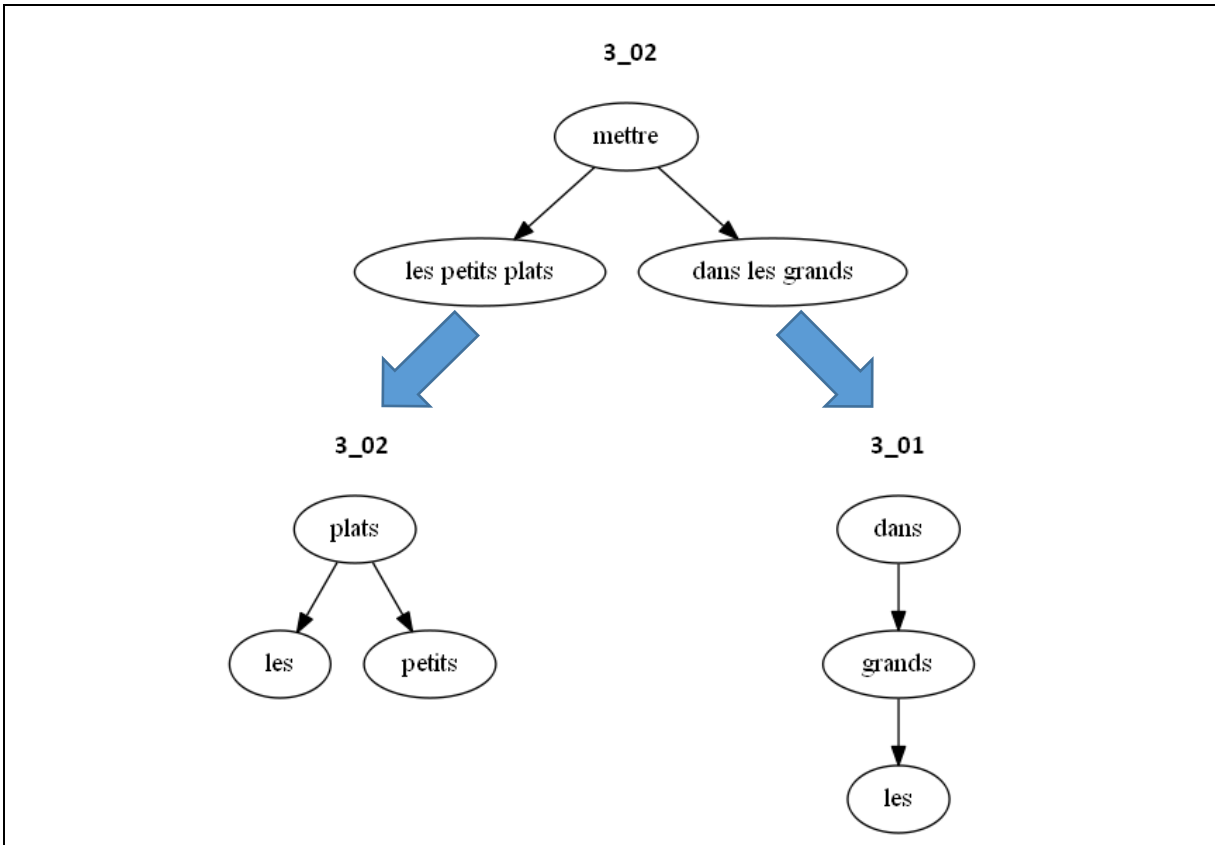 3_02
mettre
les petits plats
dans les grands
3_02
3_01
plats
dans
les
petits
grands
les